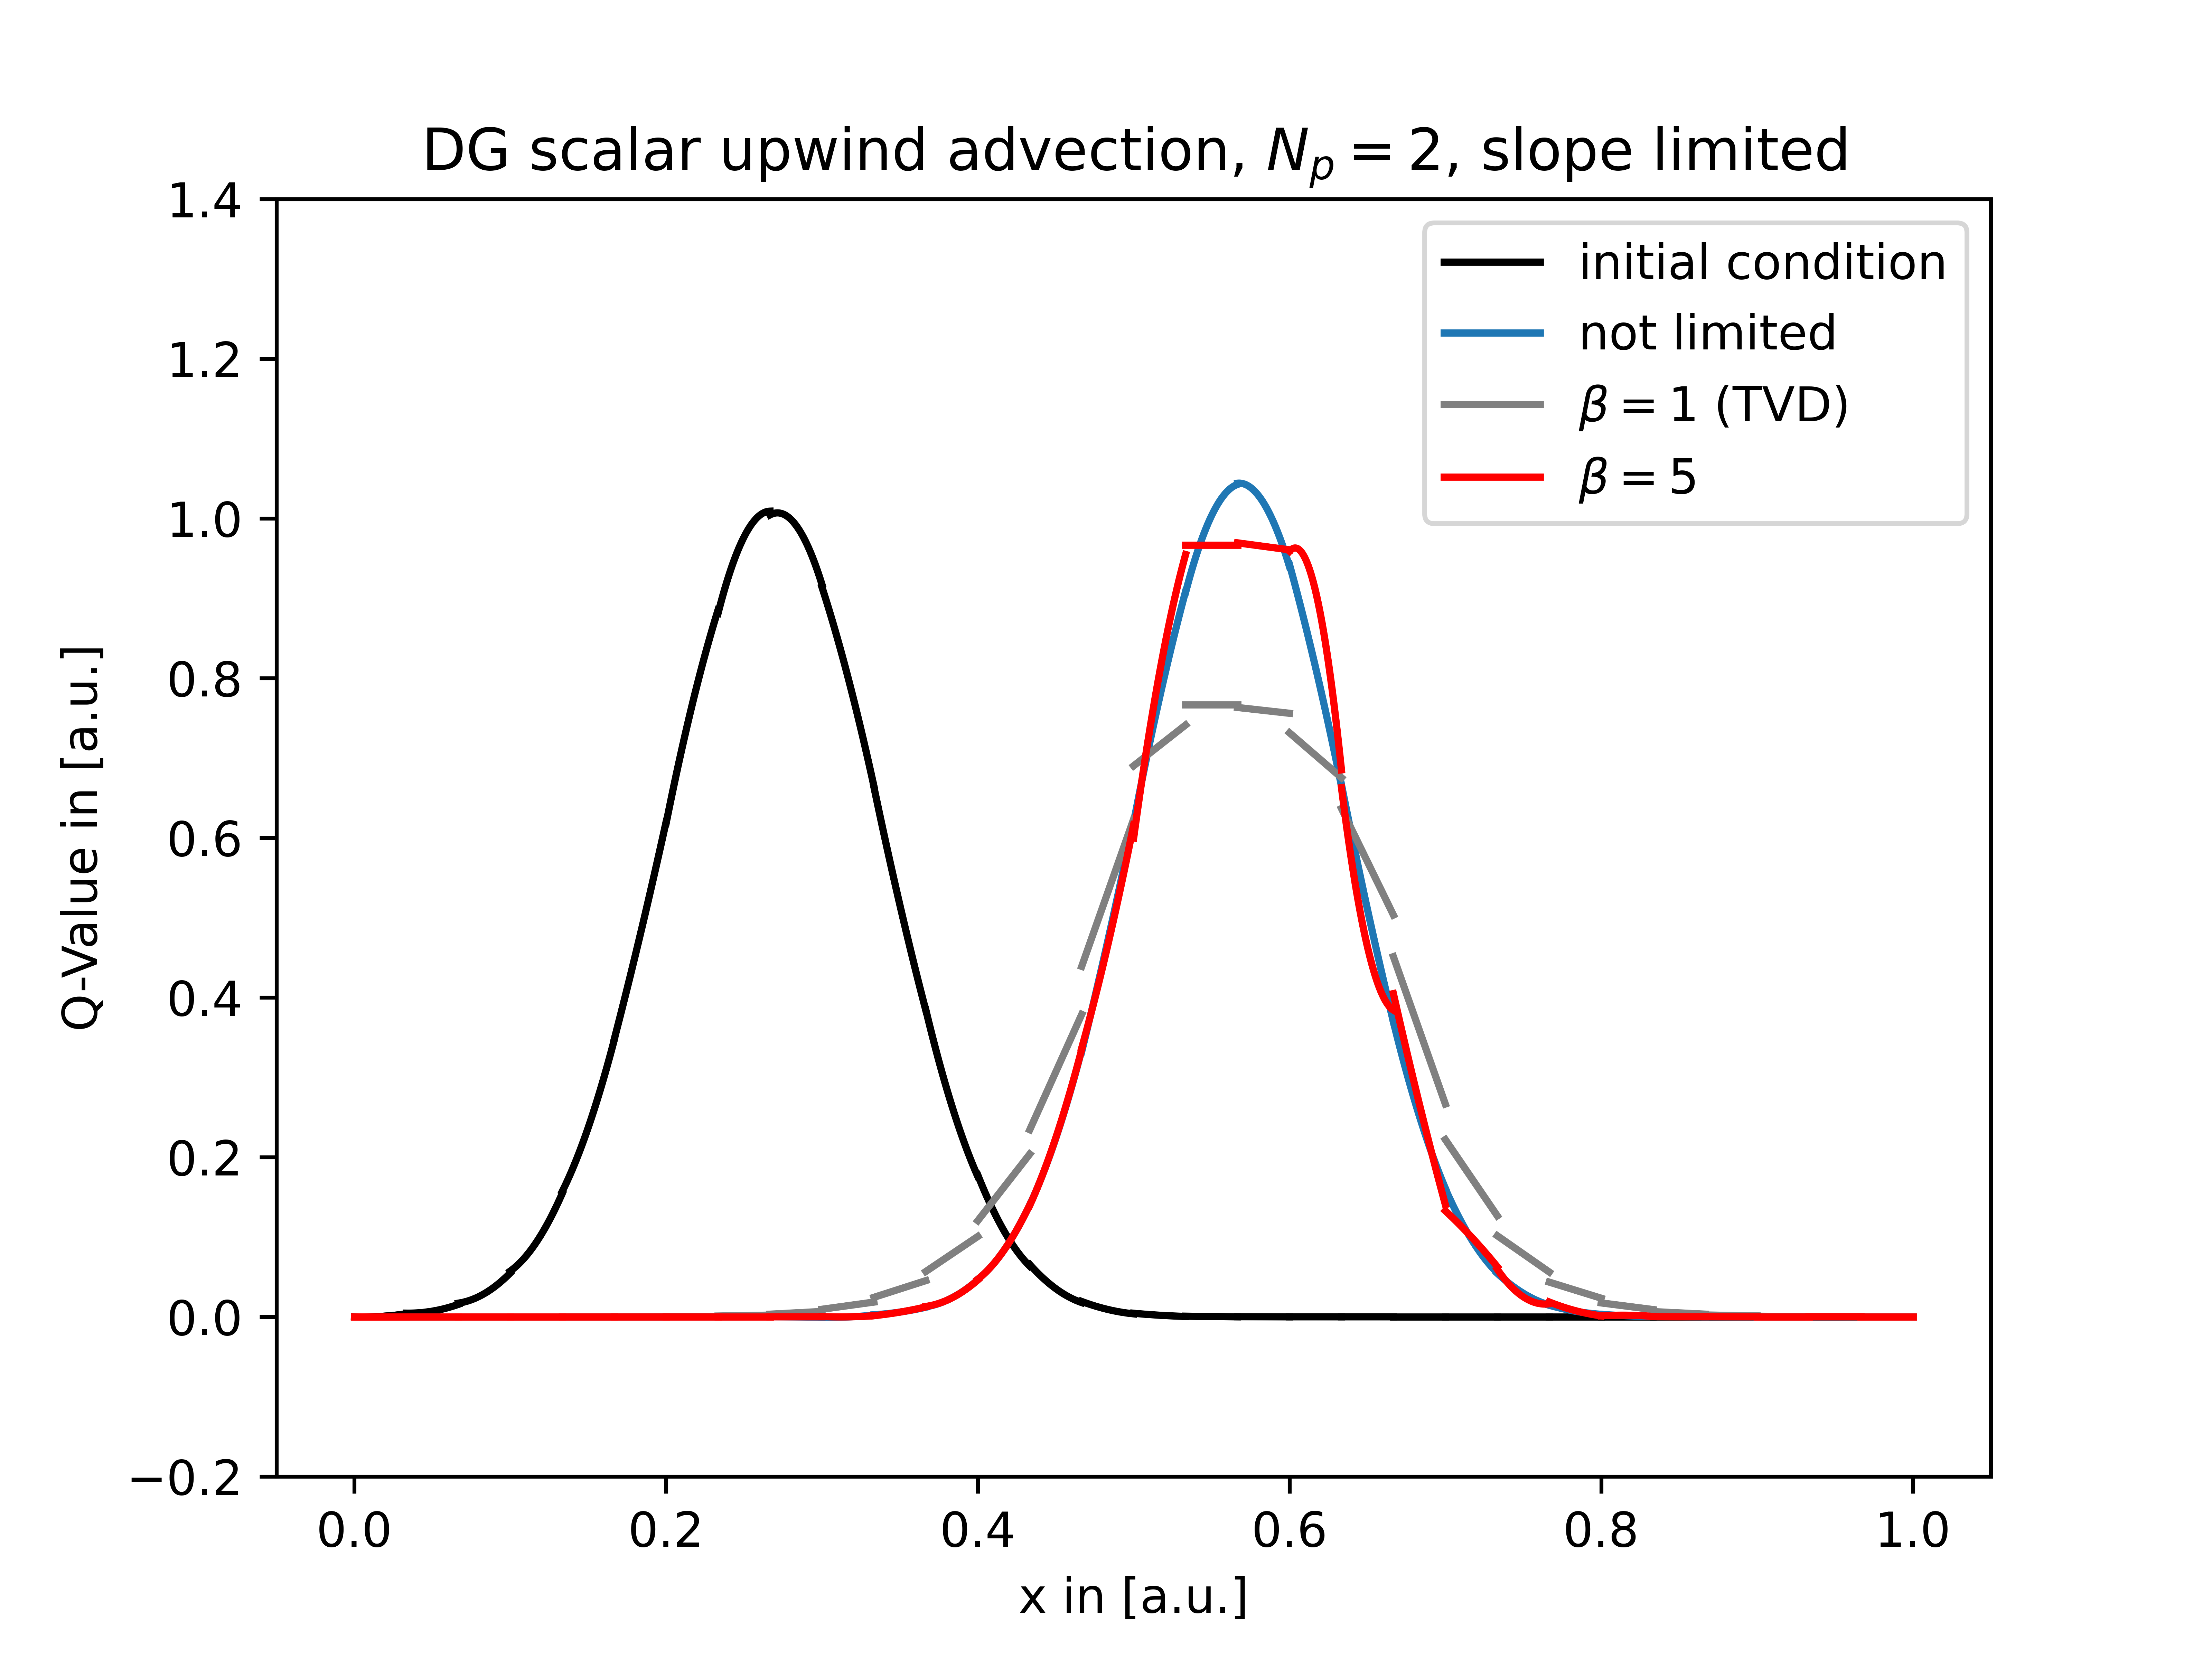 DG scalar upwind advection, $N_p = 2$, slope limited
1.4
1.2
1.0
0.8
0.6
0.4
0.2
0.0
−0.2
Q-Value in [a.u.]
initial condition
not limited
β = 1 (TVD)
β = 5
0.0 0.2 0.4 0.6 0.8 1.0
x in [a.u.]